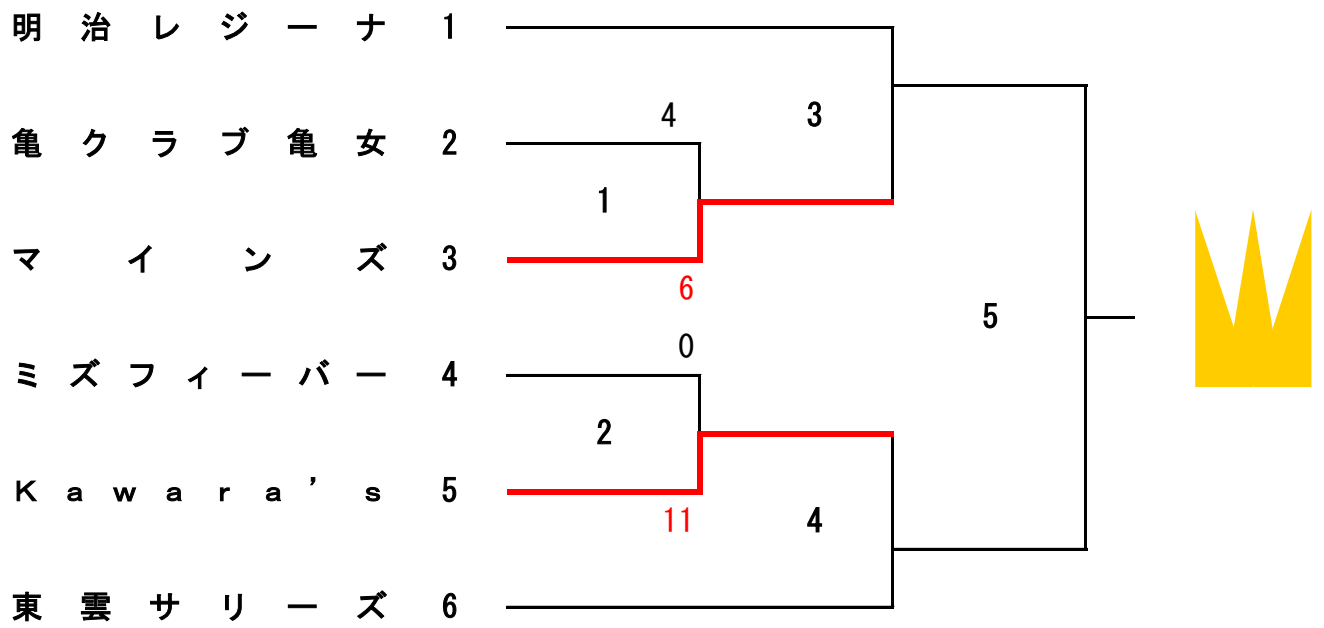 明治レジーナ 1
4 3
亀クラブ亀女 2
1
マインズ 3
6
5
0
ミズフィーバー 4
2
Kawara’s 5
11 4
東雲サリーズ 6